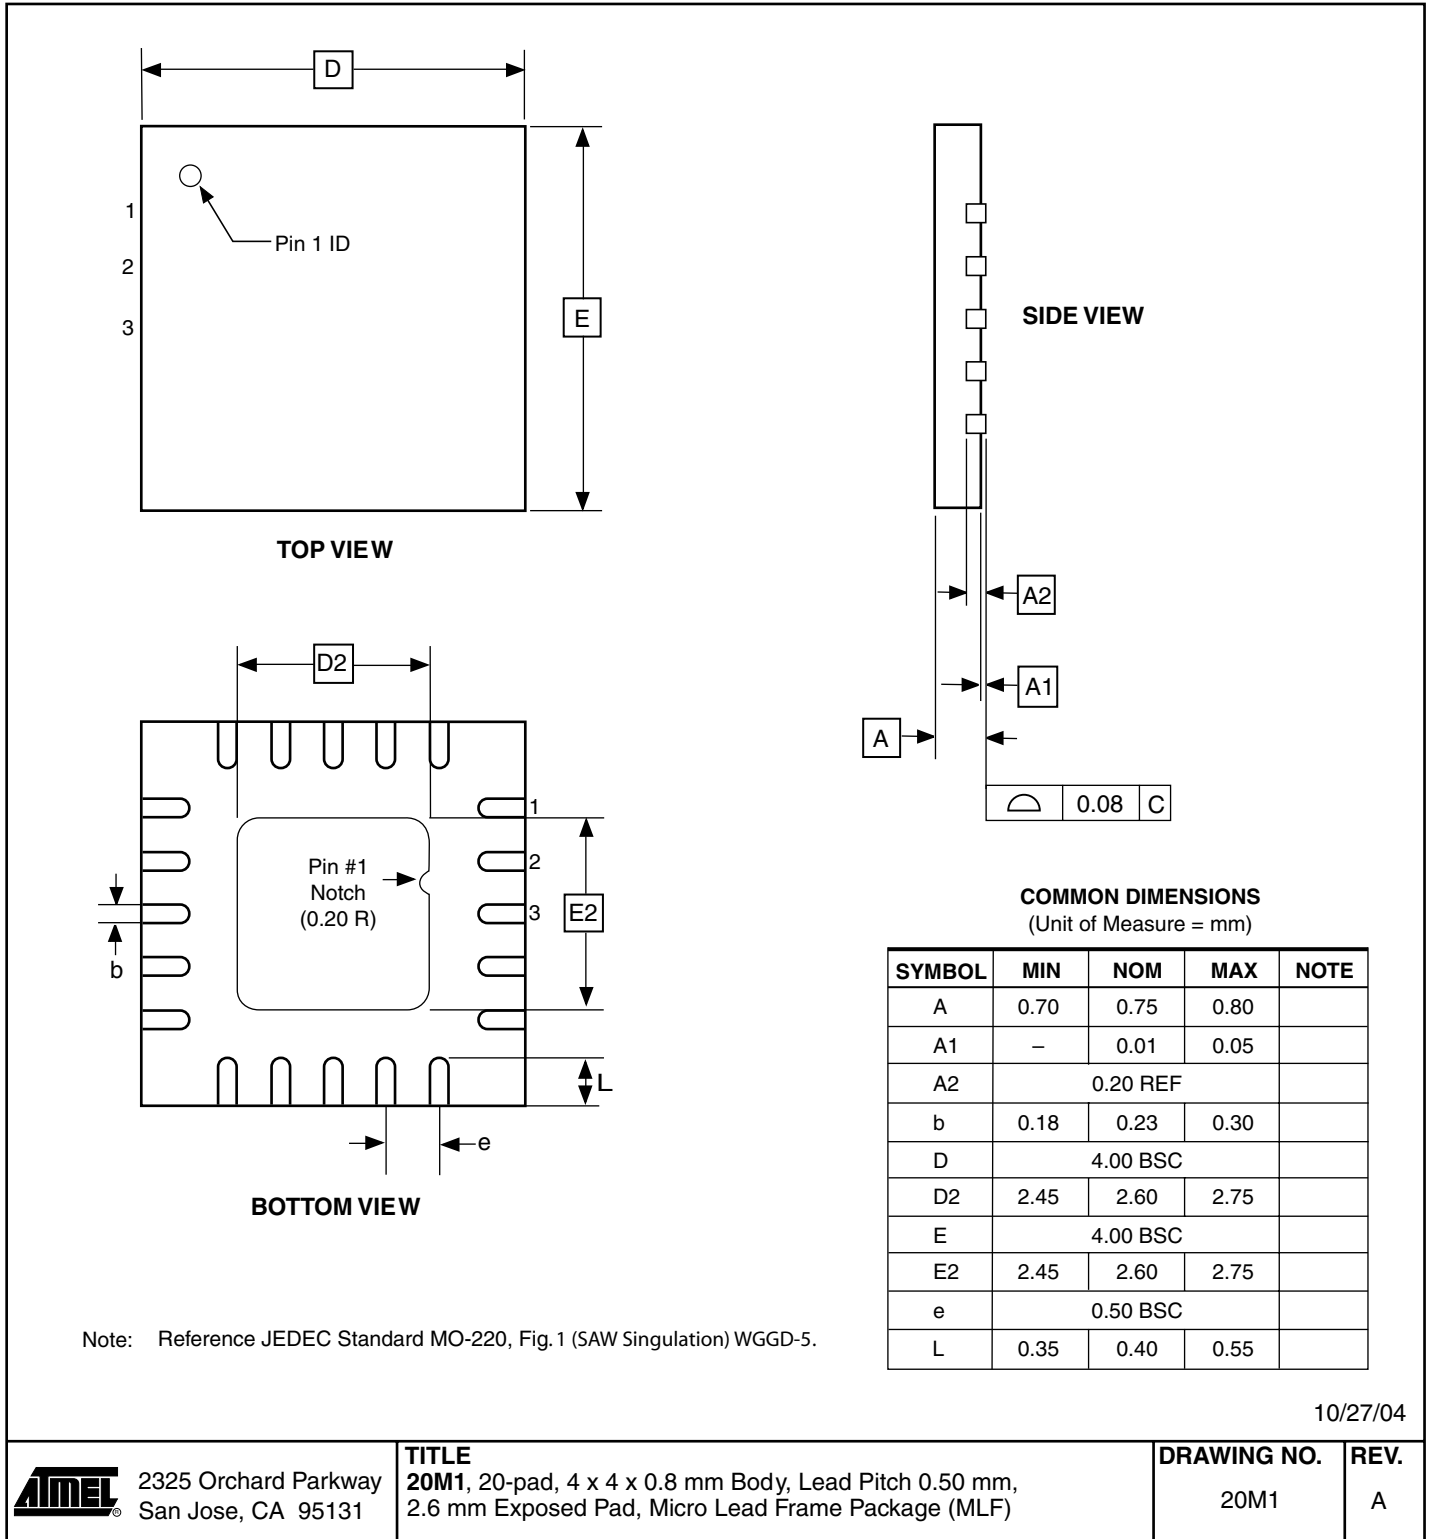 D
1
2
3
Pin 1 ID
E
TOP VIEW
SIDE VIEW
A2
A1
A
0.08 C
D2
1
2
3
Pin #1
Notch
(0.20 R)
E2
b
L
e
BOTTOM VIEW
COMMON DIMENSIONS
(Unit of Measure = mm)
SYMBOL MIN NOM MAX NOTE
A 0.70 0.75 0.80
A1 – 0.01 0.05
A2 0.20 REF
b 0.18 0.23 0.30
D 4.00 BSC
D2 2.45 2.60 2.75
E 4.00 BSC
E2 2.45 2.60 2.75
e 0.50 BSC
L 0.35 0.40 0.55
Note: Reference JEDEC Standard MO-220, Fig. 1 (SAW Singulation) WGGD-5.
10/27/04
ATMEL ®
2325 Orchard Parkway
San Jose, CA 95131
TITLE
20M1, 20-pad, 4 x 4 x 0.8 mm Body, Lead Pitch 0.50 mm,
2.6 mm Exposed Pad, Micro Lead Frame Package (MLF)
DRAWING NO.
20M1
REV.
A